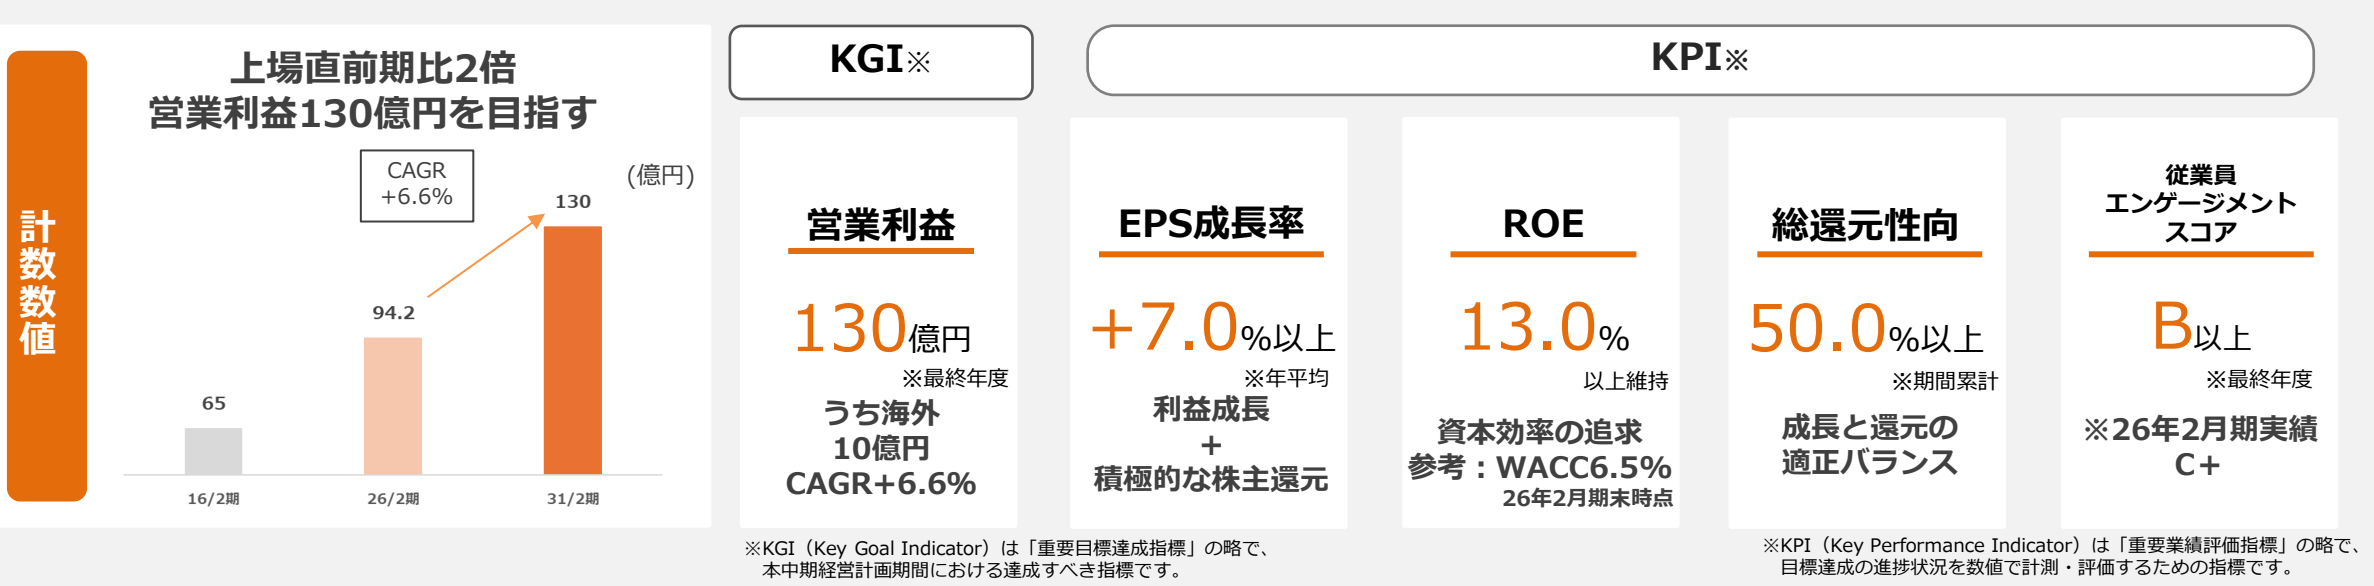 計数数値
上場直前期比2倍
営業利益130億円を目指す
CAGR
+6.6%
(億円)
65
94.2
130
16/2期
26/2期
31/2期
KGI※
営業利益
130億円
※最終年度
うち海外
10億円
CAGR+6.6%
※KGI（Key Goal Indicator）は「重要目標達成指標」の略で、
本中期経営計画期間における達成すべき指標です。
KPI※
EPS成長率
+7.0%以上
※年平均
利益成長
+
積極的な株主還元
ROE
13.0%
以上維持
資本効率の追求
参考：WACC6.5%
26年2月期末時点
総還元性向
50.0%以上
※期間累計
成長と還元の
適正バランス
従業員
エンゲージメント
スコア
B以上
※最終年度
※26年2月期実績
C+
※KPI（Key Performance Indicator）は「重要業績評価指標」の略で、
目標達成の進捗状況を数値で計測・評価するための指標です。